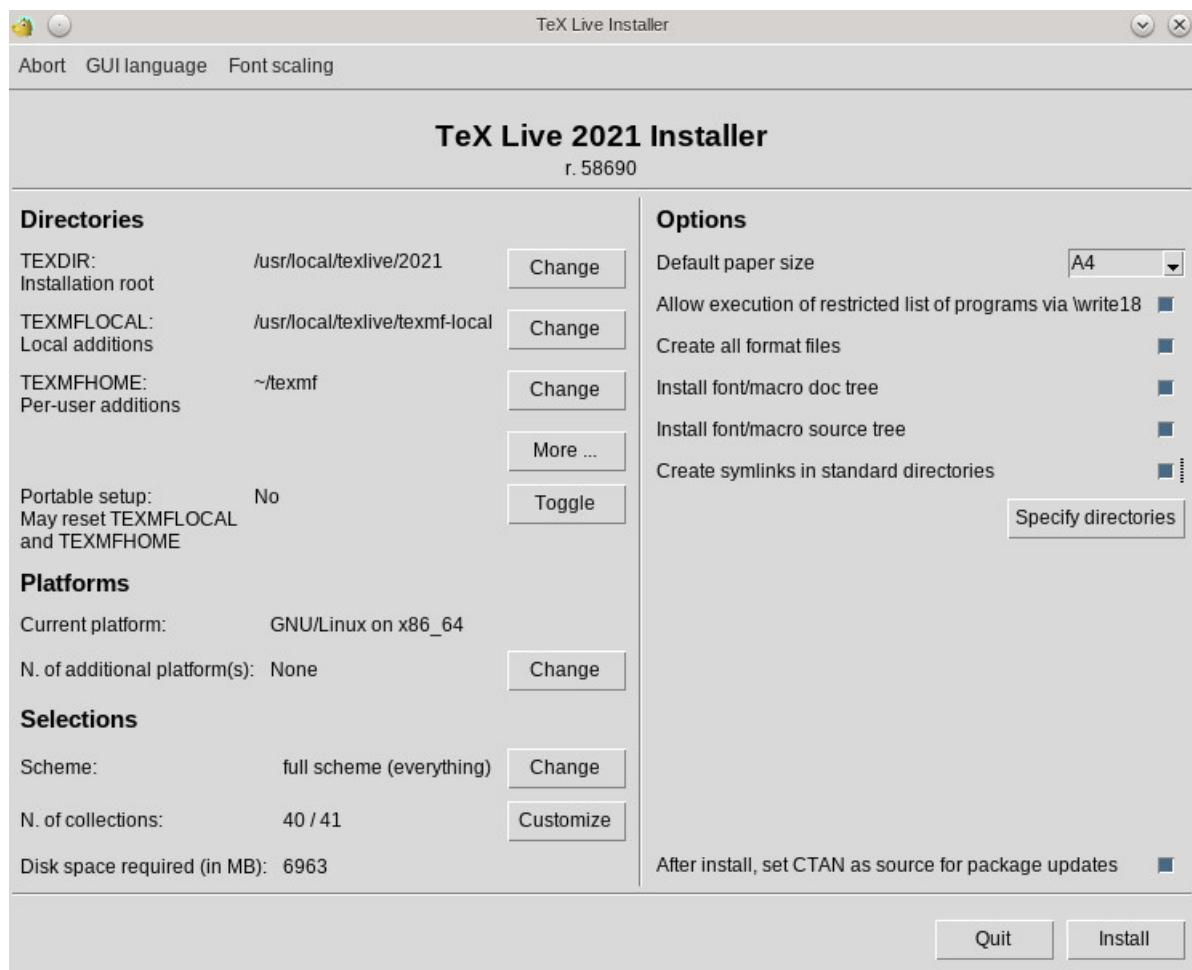 TeX Live Installer
Abort GUI language Font scaling
TeX Live 2021 Installer
r. 58690
Directories
TEXDIR: /usr/local/texlive/2021 Change
Installation root
TEXMFLOCAL: /usr/local/texlive/texmf-local Change
Local additions
TEXMFHOME: ~/texmf Change
Per-user additions
More ...
Portable setup: No Toggle
May reset TEXMFLOCAL
and TEXMFHOME
Platforms
Current platform: GNU/Linux on x86_64
N. of additional platform(s): None Change
Selections
Scheme: full scheme (everything) Change
N. of collections: 40 / 41 Customize
Disk space required (in MB): 6963
Options
Default paper size A4
Allow execution of restricted list of programs via \write18
Create all format files
Install font/macro doc tree
Install font/macro source tree
Create symlinks in standard directories
Specify directories
After install, set CTAN as source for package updates
Quit Install